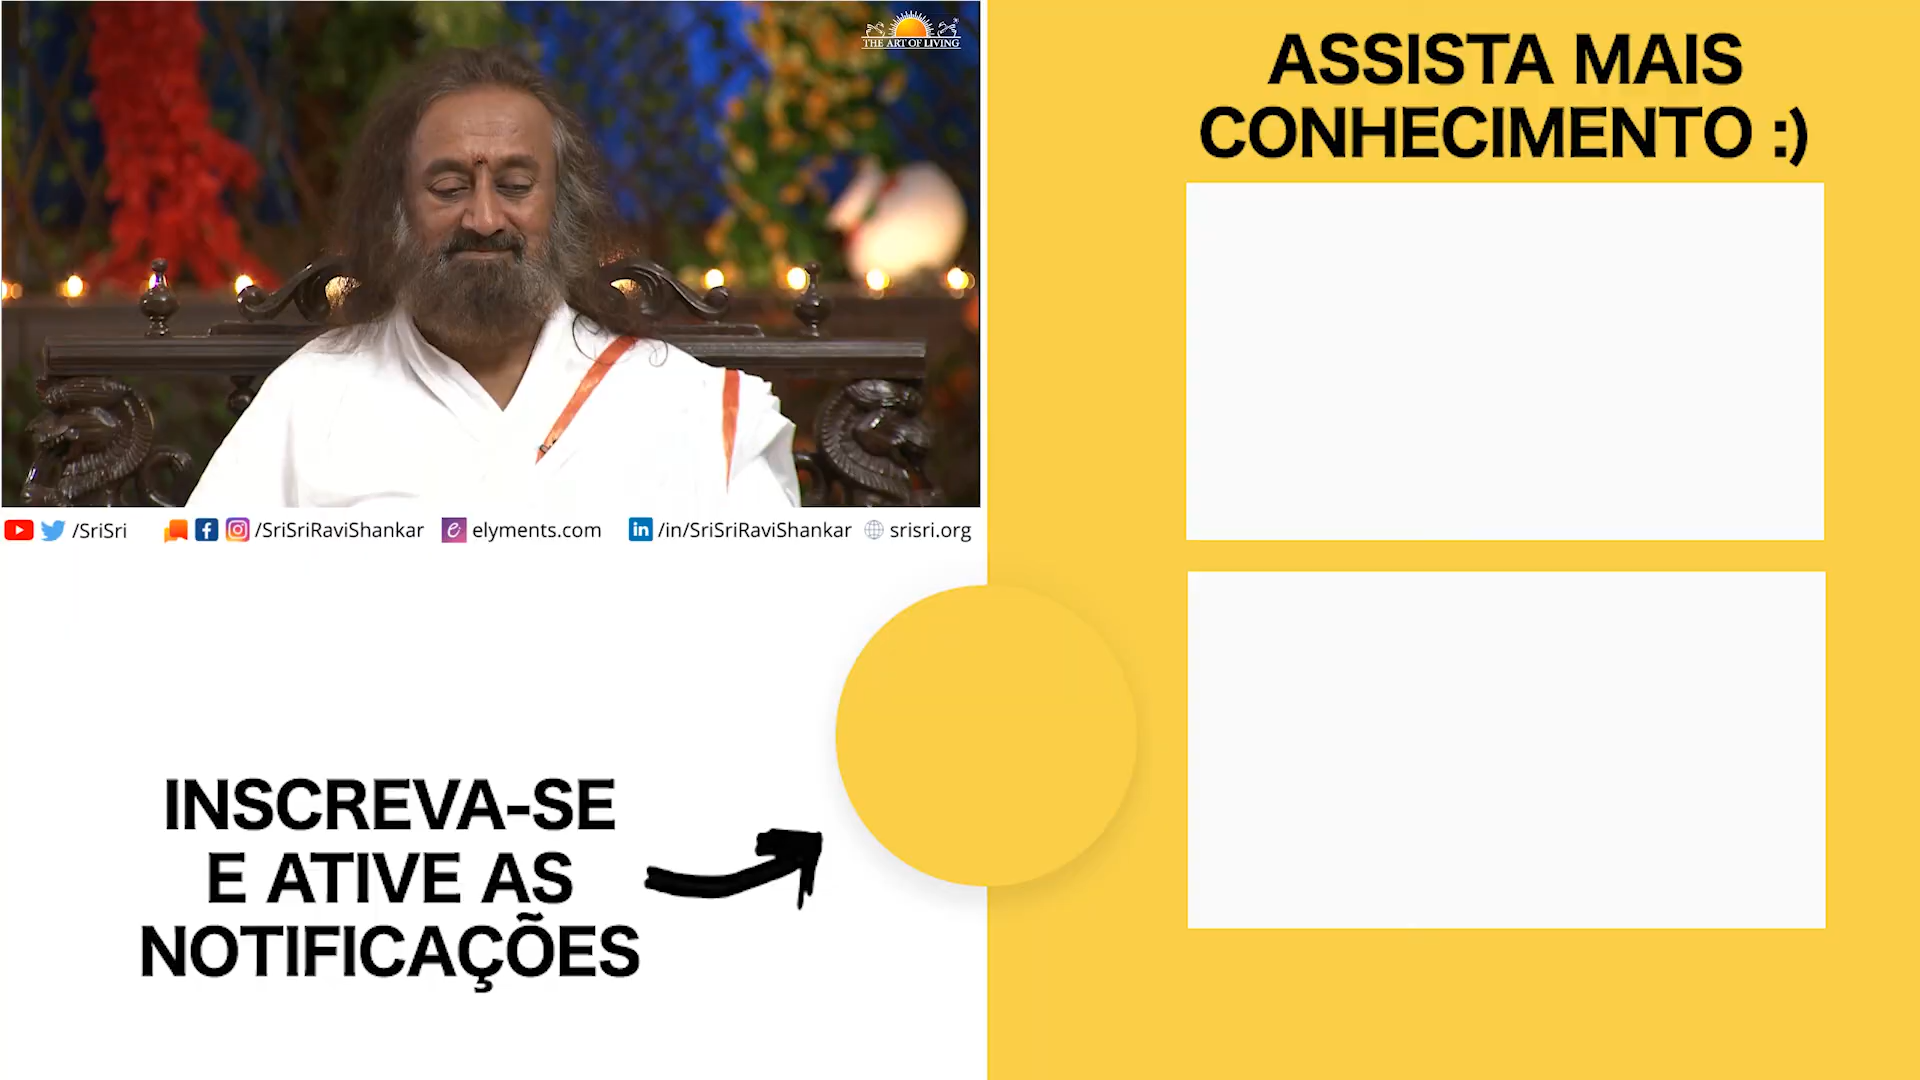 THE ART OF LIVING
/SriSri /SriSriRaviShankar elyments.com /in/SriSriRaviShankar srisri.org
ASSISTA MAIS
CONHECIMENTO :)
INSCREVA-SE
E ATIVE AS
NOTIFICAÇÕES